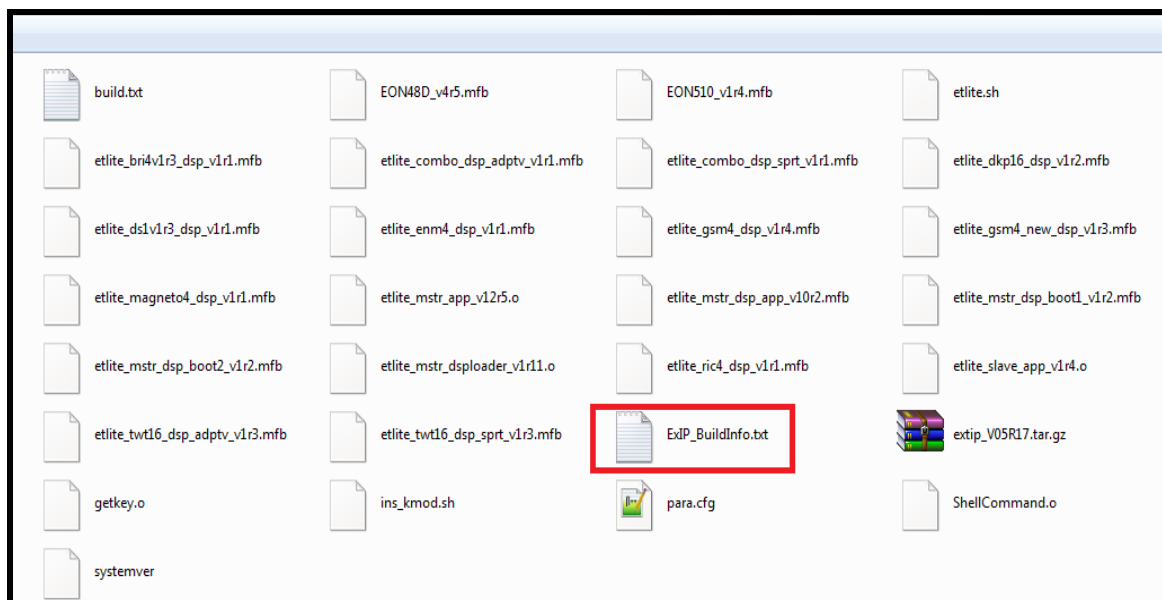 build.txt
EON48D_v4r5.mfb
EON510_v1r4.mfb
etlite.sh
etlite_bri4v1r3_dsp_v1r1.mfb
etlite_combo_dsp_adptv_v1r1.mfb
etlite_combo_dsp_sprt_v1r1.mfb
etlite_dkp16_dsp_v1r2.mfb
etlite_ds1v1r3_dsp_v1r1.mfb
etlite_enm4_dsp_v1r1.mfb
etlite_gsm4_dsp_v1r4.mfb
etlite_gsm4_new_dsp_v1r3.mfb
etlite_magneto4_dsp_v1r1.mfb
etlite_mstr_app_v12r5.o
etlite_mstr_dsp_app_v10r2.mfb
etlite_mstr_dsp_boot1_v1r2.mfb
etlite_mstr_dsp_boot2_v1r2.mfb
etlite_mstr_dsploader_v1r11.o
etlite_ric4_dsp_v1r1.mfb
etlite_slave_app_v1r4.o
etlite_twt16_dsp_adptv_v1r3.mfb
etlite_twt16_dsp_sprt_v1r3.mfb
ExIP_BuildInfo.txt
extip_V05R17.tar.gz
getkey.o
ins_kmod.sh
para.cfg
ShellCommand.o
systemver